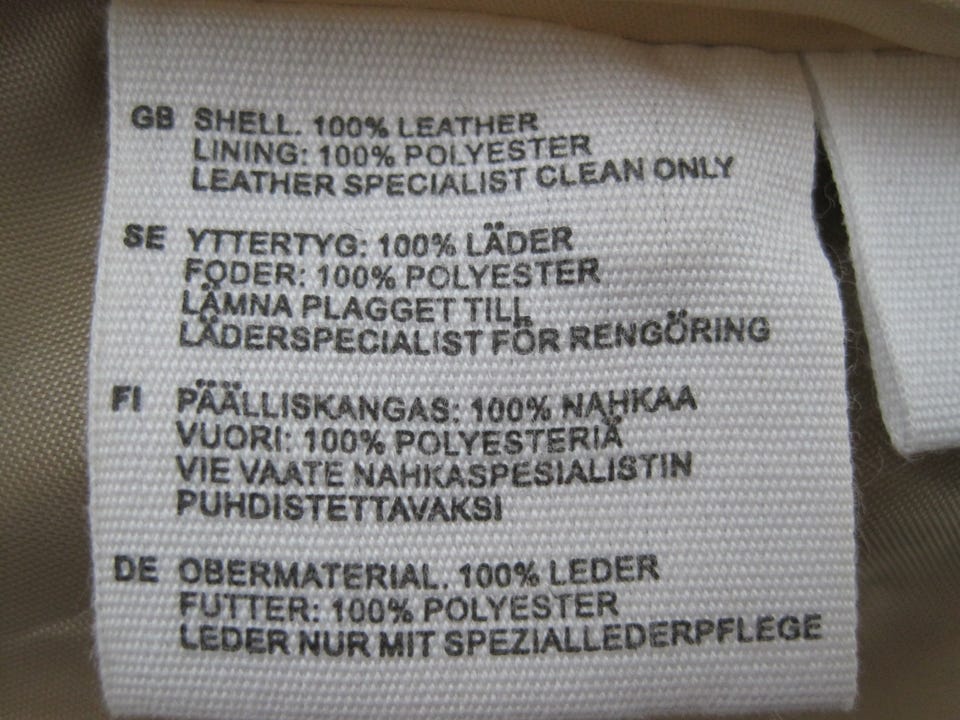 GB SHELL. 100% LEATHER
LINING: 100% POLYESTER
LEATHER SPECIALIST CLEAN ONLY
SE YTTERTYG: 100% LÄDER
FODER: 100% POLYESTER
LÄMNA PLAGGET TILL
LÄDERSPECIALIST FÖR RENGÖRING
FI PÄÄLLISKANGAS: 100% NAHKAA
VUORI: 100% POLYESTERIÄ
VIE VAATE NAHKASPESIALISTIN
PUHDISTETTAVAKSI
DE OBERMATERIAL. 100% LEDER
FUTTER: 100% POLYESTER
LEDER NUR MIT SPEZIALLEDERPFLEGE